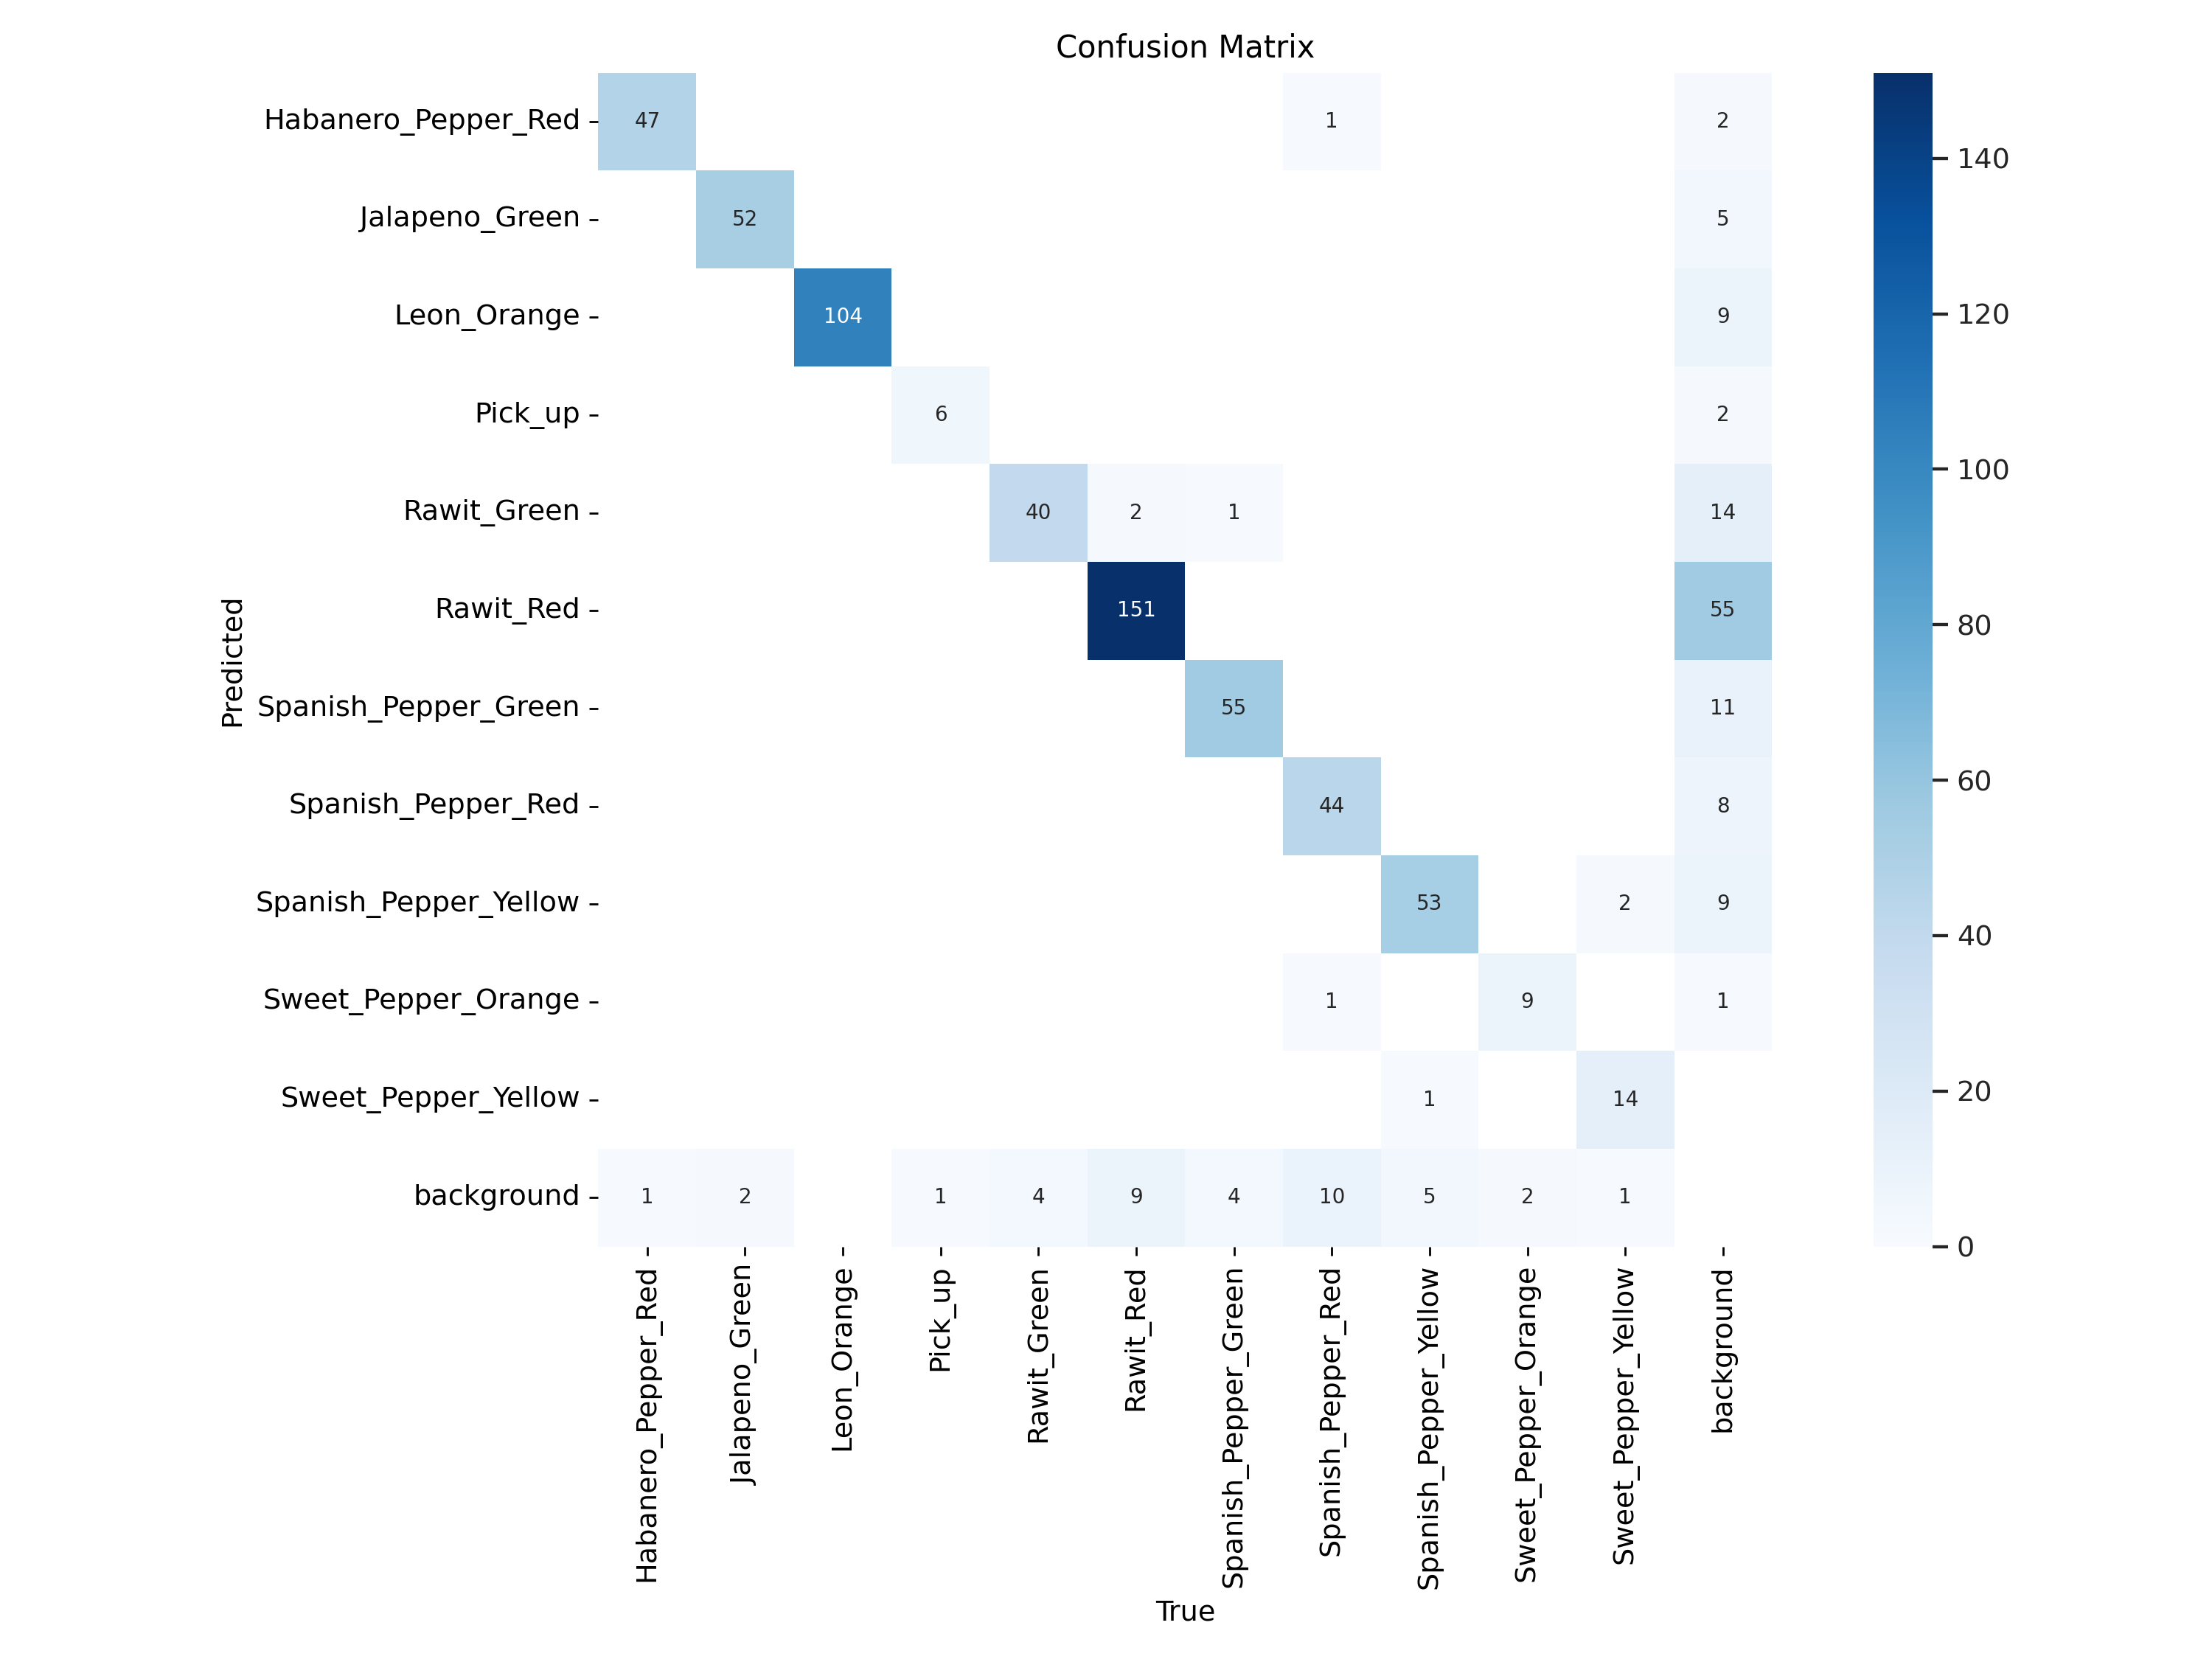 Confusion Matrix
Habanero_Pepper_Red 47 1 2
Jalapeno_Green 52 5
Leon_Orange 104 9
Pick_up 6 2
Rawit_Green 40 2 1 14
Rawit_Red 151 55
Spanish_Pepper_Green 55 11
Spanish_Pepper_Red 44 8
Spanish_Pepper_Yellow 53 2 9
Sweet_Pepper_Orange 1 9 1
Sweet_Pepper_Yellow 1 14
background 1 2 1 4 9 4 10 5 2 1
Predicted
Habanero_Pepper_Red
Jalapeno_Green
Leon_Orange
Pick_up
Rawit_Green
Rawit_Red
Spanish_Pepper_Green
Spanish_Pepper_Red
Spanish_Pepper_Yellow
Sweet_Pepper_Orange
Sweet_Pepper_Yellow
background
True
140
120
100
80
60
40
20
0